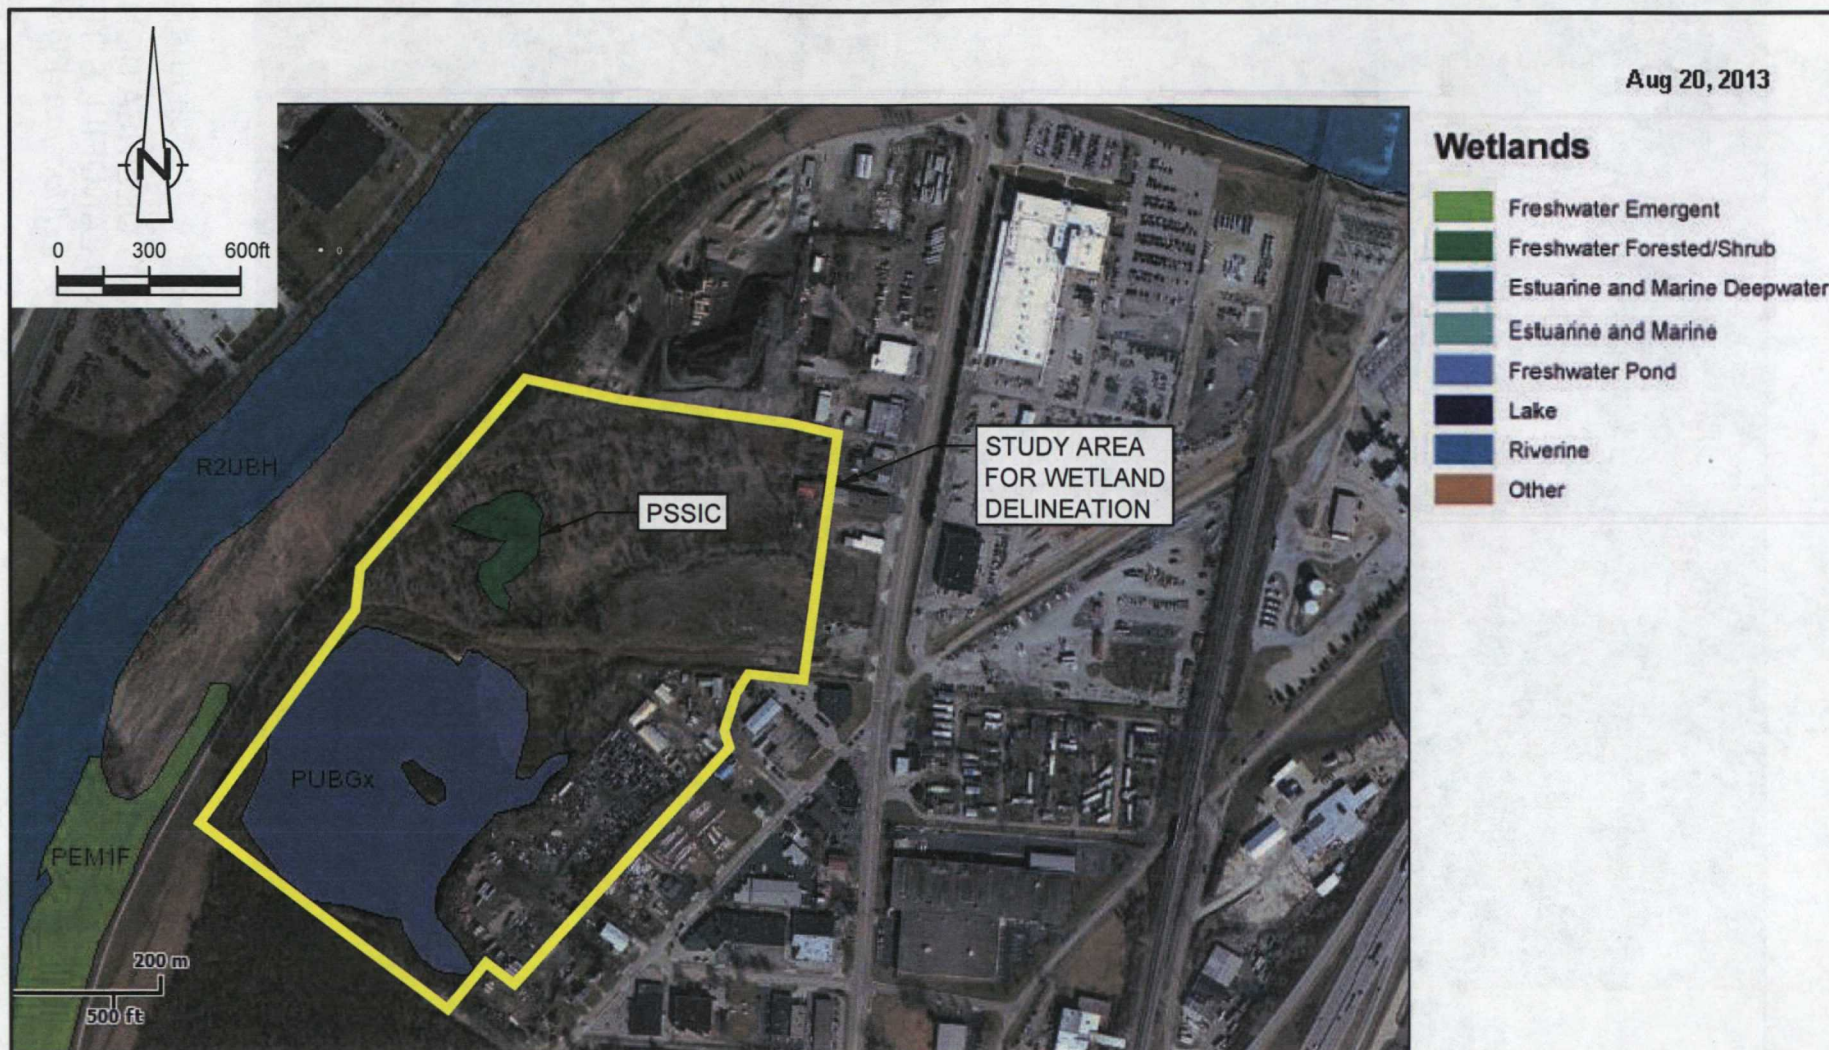 Aug 20, 2013
N
0 300 600ft
Wetlands
Freshwater Emergent
Freshwater Forested/Shrub
Estuarine and Marine Deepwater
Estuarine and Marine
Freshwater Pond
Lake
Riverine
Other
R2UBH
PSSIC
STUDY AREA
FOR WETLAND
DELINEATION
PUBGx
PEM1F
200 m
500 ft